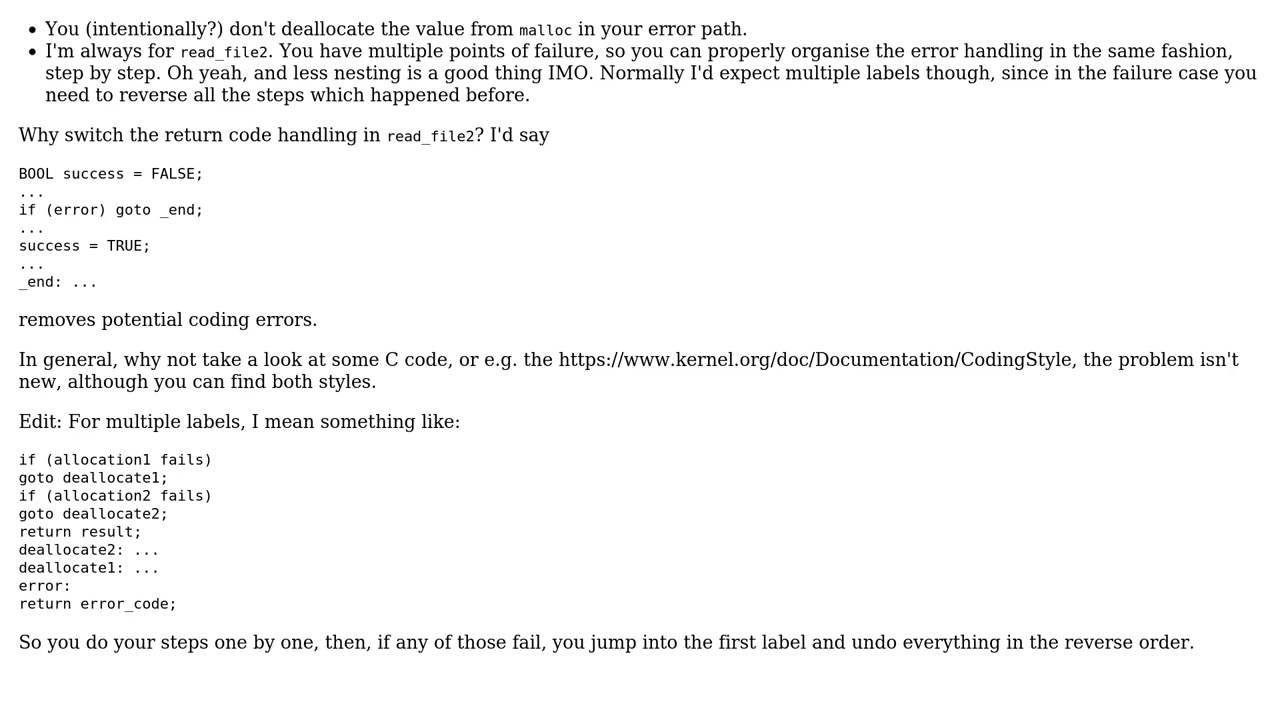 • You (intentionally?) don't deallocate the value from malloc in your error path.
• I'm always for read_file2. You have multiple points of failure, so you can properly organise the error handling in the same fashion,
step by step. Oh yeah, and less nesting is a good thing IMO. Normally I'd expect multiple labels though, since in the failure case you
need to reverse all the steps which happened before.
Why switch the return code handling in read_file2? I'd say
BOOL success = FALSE;
...
if (error) goto _end;
...
success = TRUE;
...
_end: ...
removes potential coding errors.
In general, why not take a look at some C code, or e.g. the https://www.kernel.org/doc/Documentation/CodingStyle, the problem isn't
new, although you can find both styles.
Edit: For multiple labels, I mean something like:
if (allocation1 fails)
goto deallocate1;
if (allocation2 fails)
goto deallocate2;
return result;
deallocate2: ...
deallocate1: ...
error:
return error_code;
So you do your steps one by one, then, if any of those fail, you jump into the first label and undo everything in the reverse order.